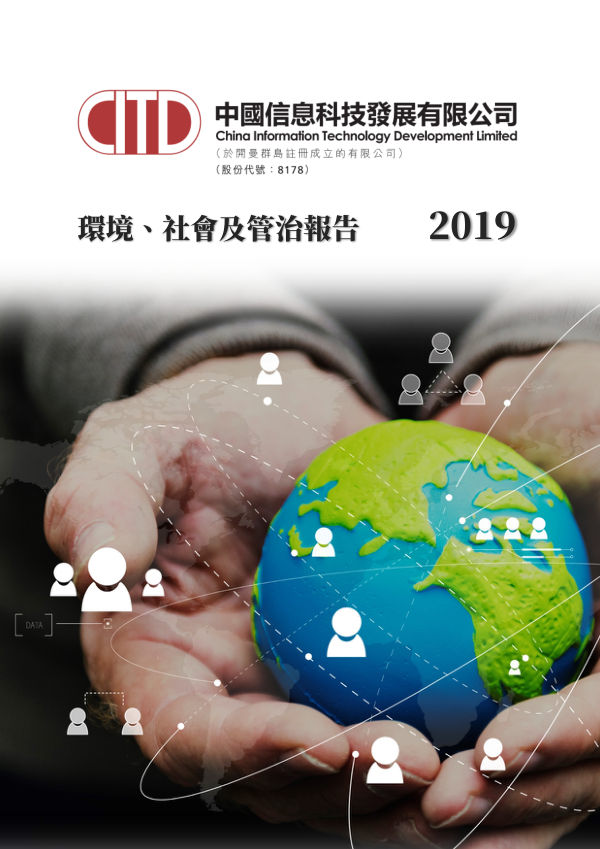 CITD
中國信息科技發展有限公司
China Information Technology Development Limited
（於開曼群島註冊成立的有限公司）
（股份代號：8178）
環境、社會及管治報告 2019
DATA